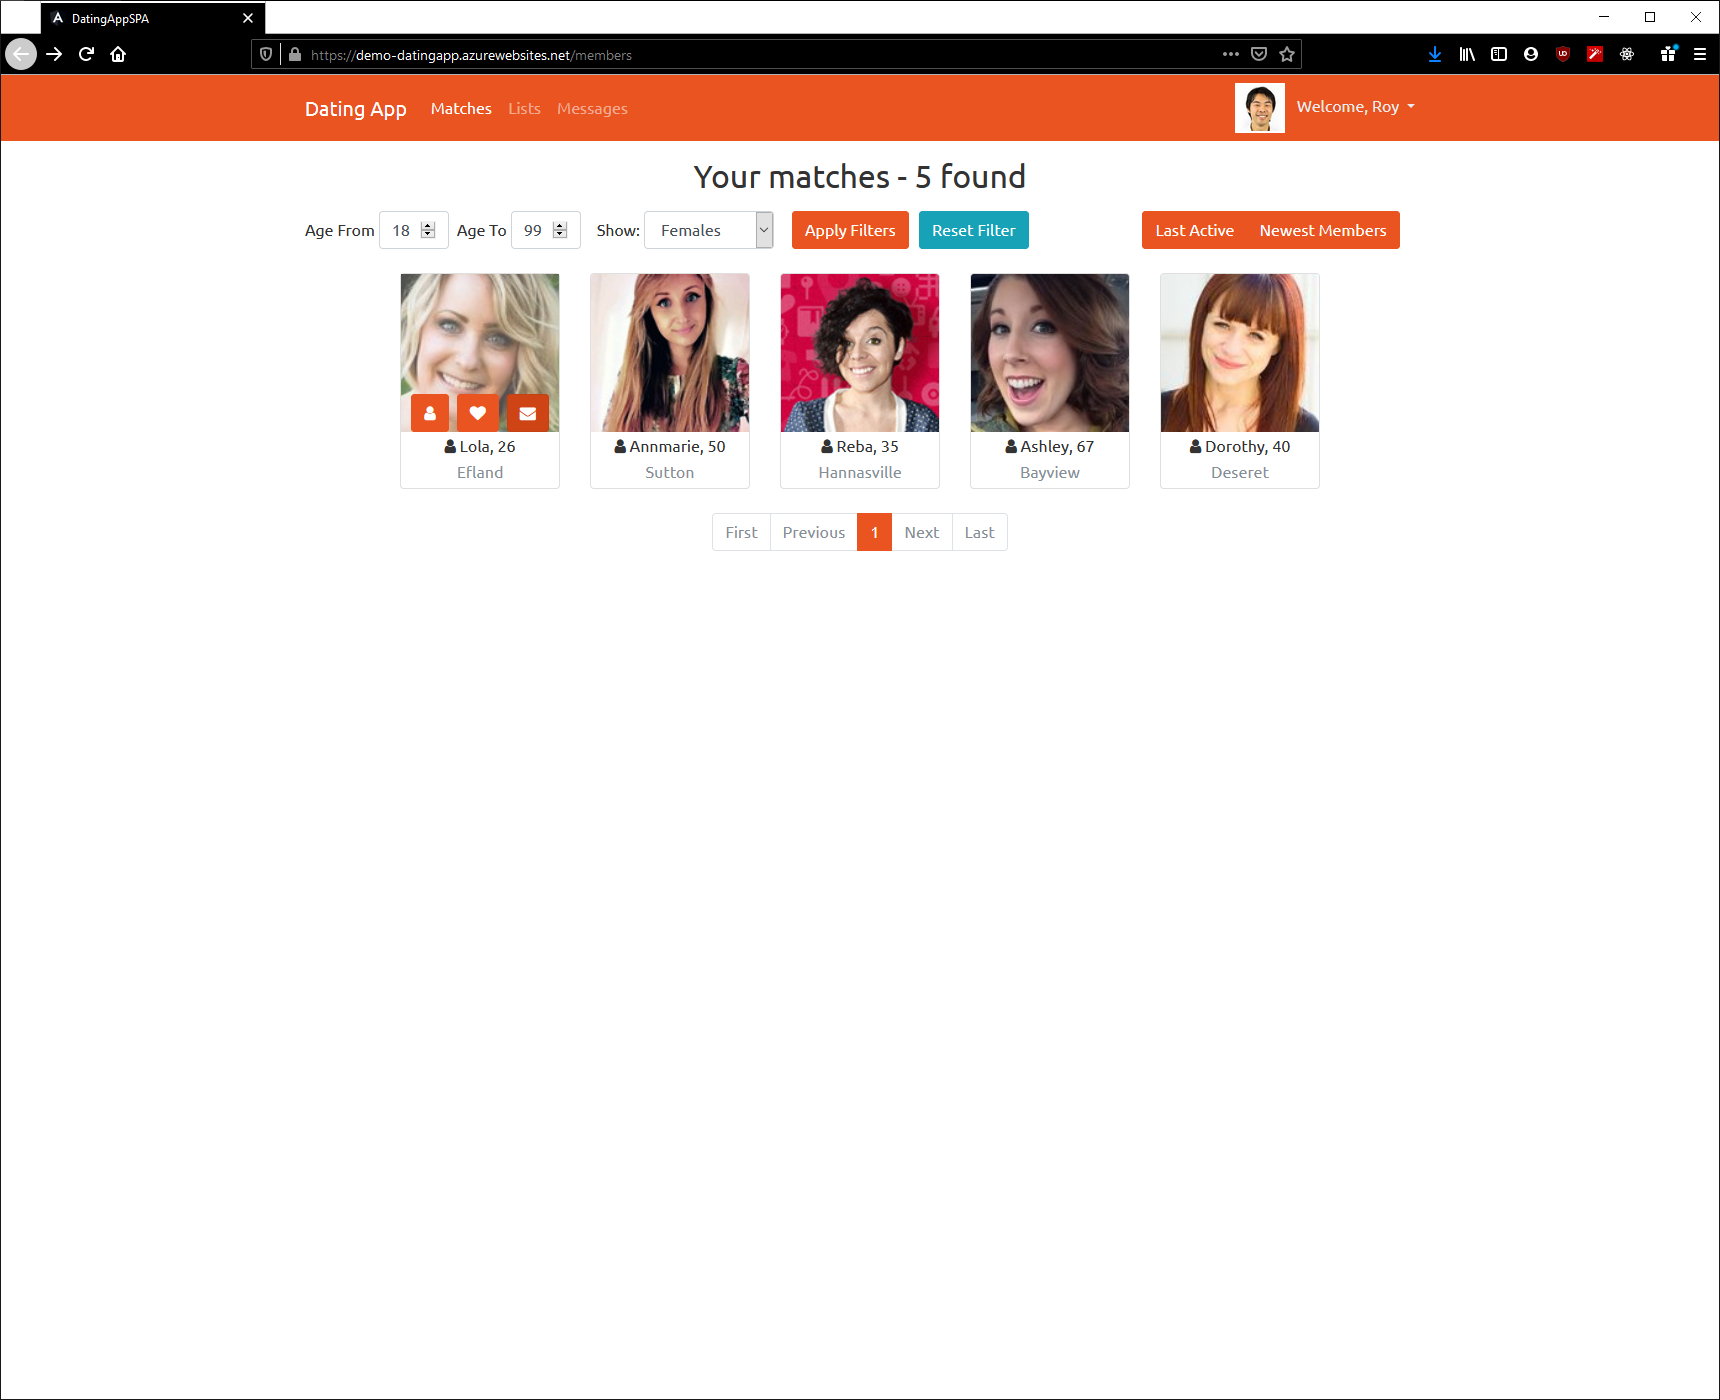 DatingAppSPA
https://demo-datingapp.azurewebsites.net/members
Dating App Matches Lists Messages Welcome, Roy
Your matches - 5 found
Age From 18 Age To 99 Show: Females Apply Filters Reset Filter Last Active Newest Members
Lola, 26 Annmarie, 50 Reba, 35 Ashley, 67 Dorothy, 40
Efland Sutton Hannasville Bayview Deseret
First Previous 1 Next Last